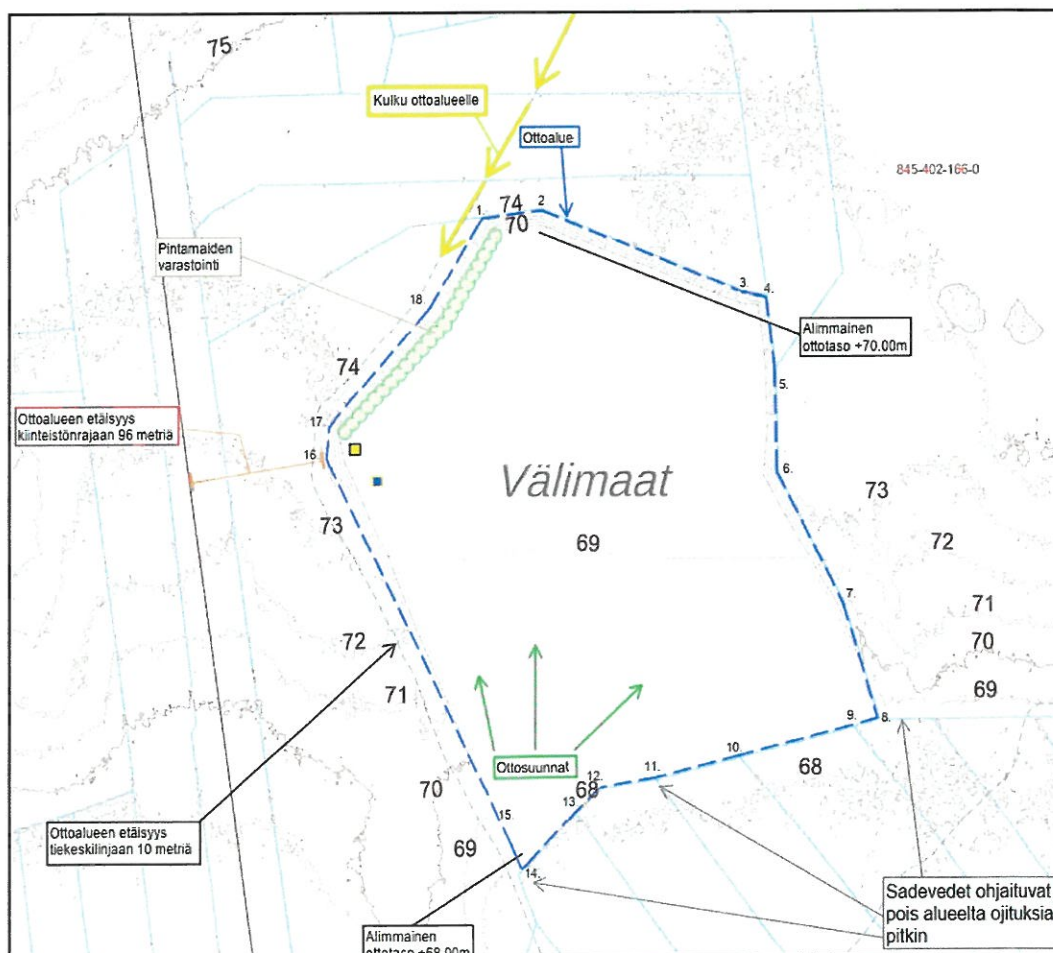 75
Kulku ottoalueelle
Ottoalue
845-402-166-0
74
1.
2.
70
Pintamaiden
varastointi
3.
4.
18.
Alimmainen
ottotaso +70.00m
74
5.
Ottoalueen etäisyys
kiinteistönrajaan 96 metriä
17.
16.
6.
Välimaat
73
73
69
72
7.
71
72
70
71
69
9.
8.
Ottosuunnat
10.
68
11.
12.
68
70
13.
15.
Ottoalueen etäisyys
tiekeskilinjaan 10 metriä
69
14.
Sadevedet ohjaituvat
pois alueelta ojituksia
pitkin
Alimmainen
ottotaso +68.00m